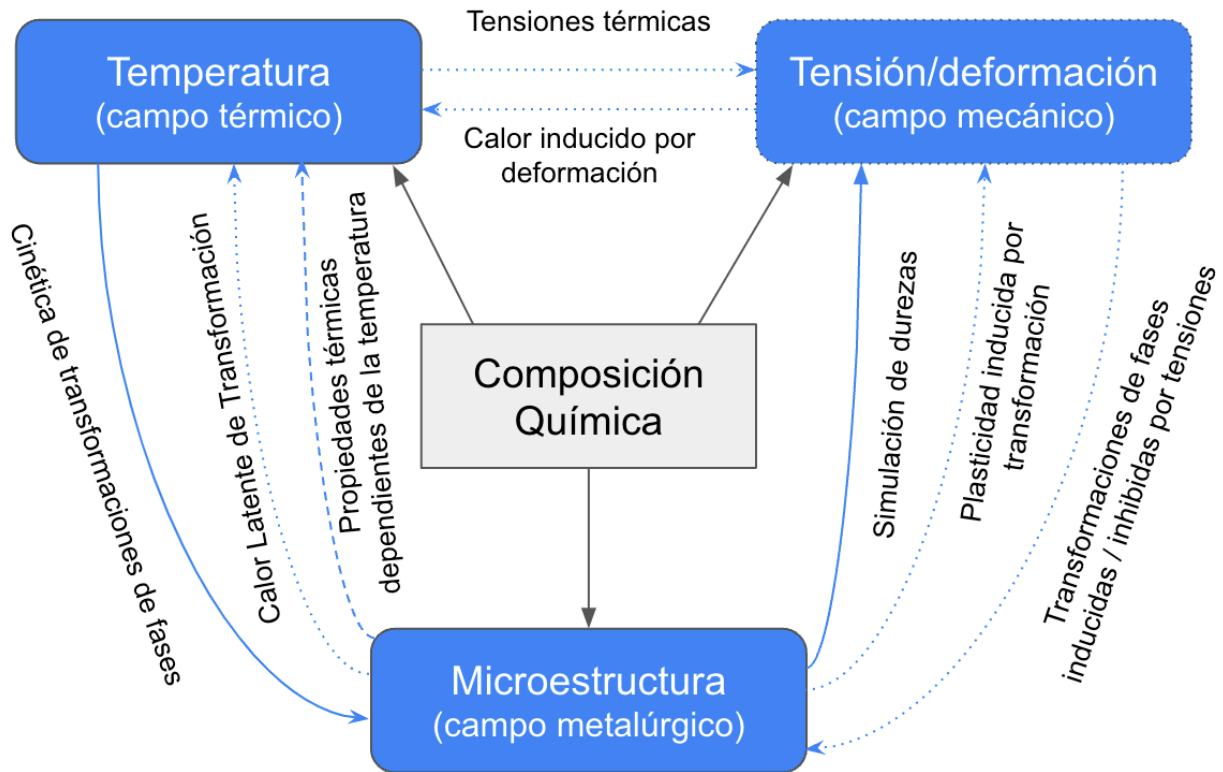 Tensiones térmicas
Temperatura
(campo térmico)
Tensión/deformación
(campo mecánico)
Calor inducido por
deformación
Cinética de transformaciones de fases
Calor Latente de Transformación
Propiedades térmicas
dependientes de la temperatura
Composición
Química
Simulación de durezas
Plasticidad inducida por
transformación
Transformaciones de fases
inducidas / inhibidas por tensiones
Microestructura
(campo metalúrgico)